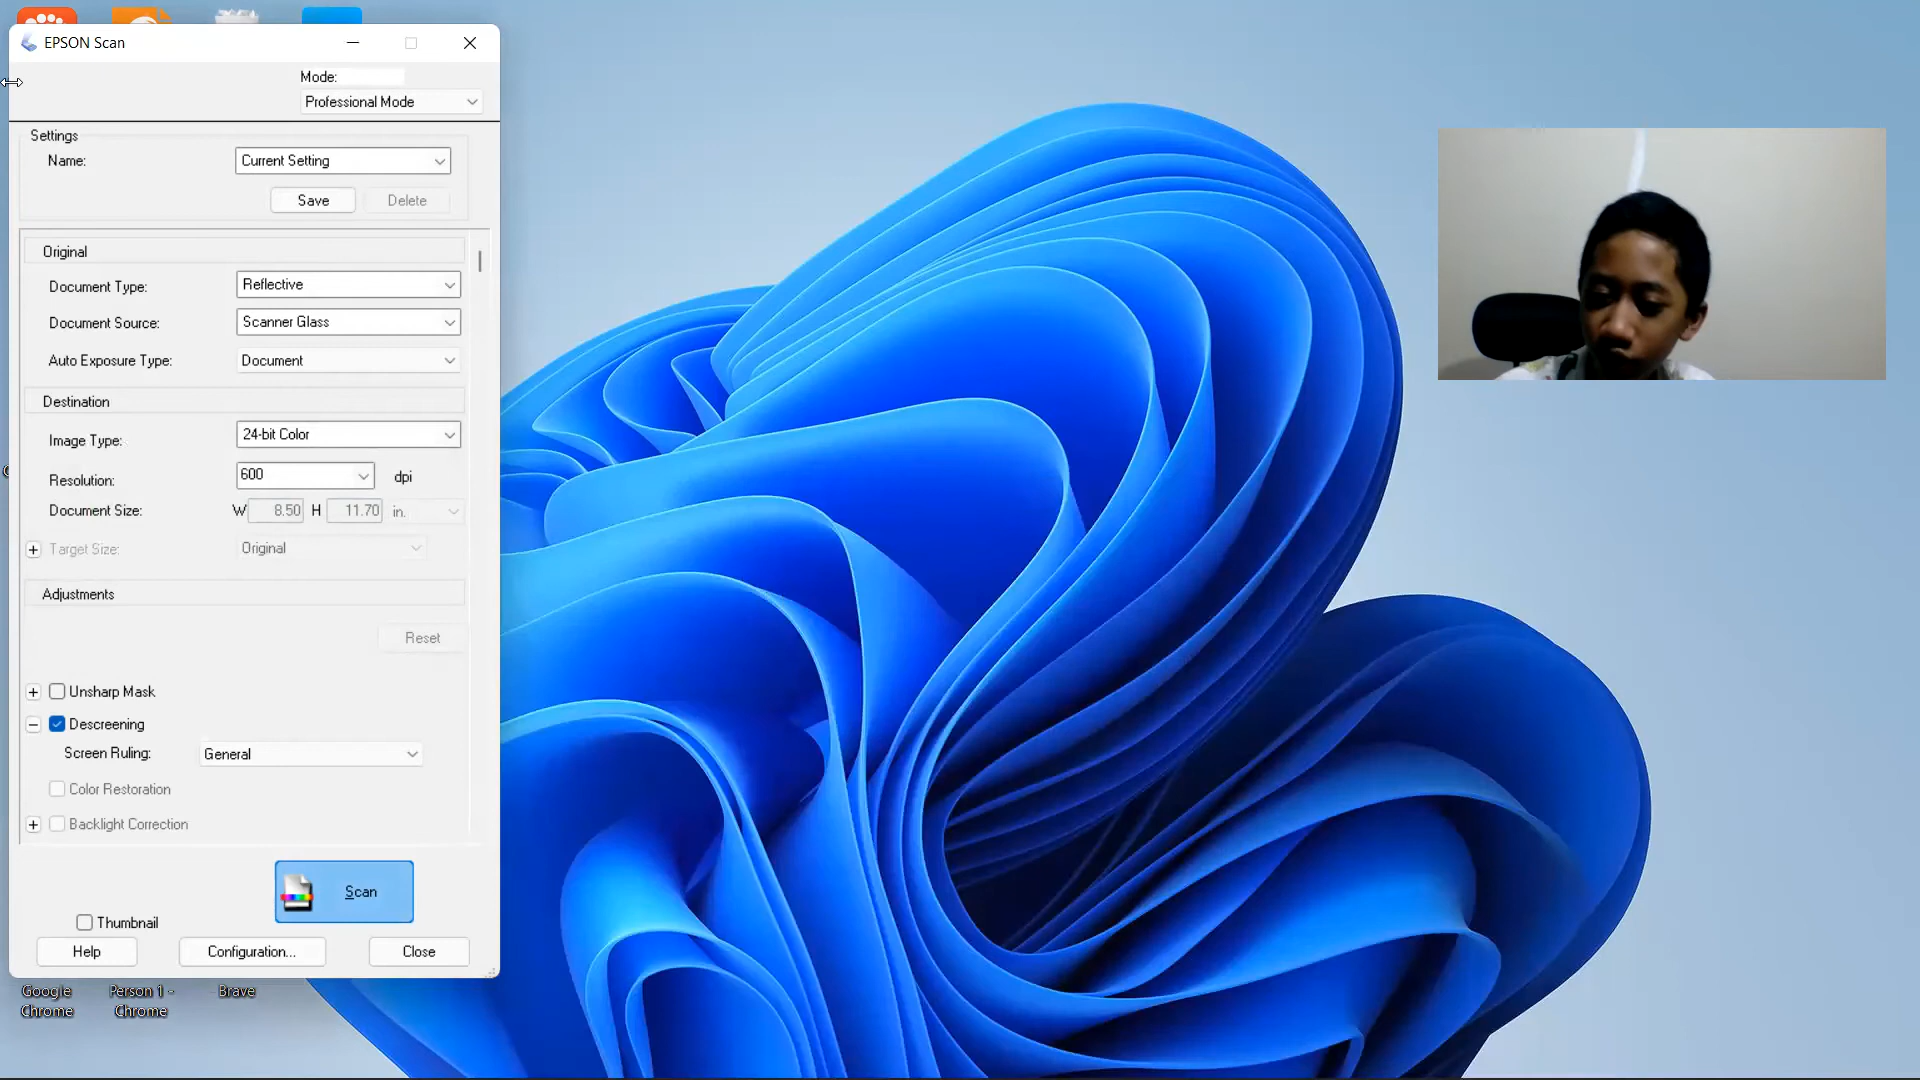 EPSON Scan
Mode:
Professional Mode
Settings
Name: Current Setting
Save Delete
Original
Document Type: Reflective
Document Source: Scanner Glass
Auto Exposure Type: Document
Destination
Image Type: 24-bit Color
Resolution: 600 dpi
Document Size: W 8.50 H 11.70 in.
Target Size: Original
Adjustments
Reset
Unsharp Mask
Descreening
Screen Ruling: General
Color Restoration
Backlight Correction
Scan
Thumbnail
Help Configuration... Close
Google Chrome
Person 1 - Chrome
Brave